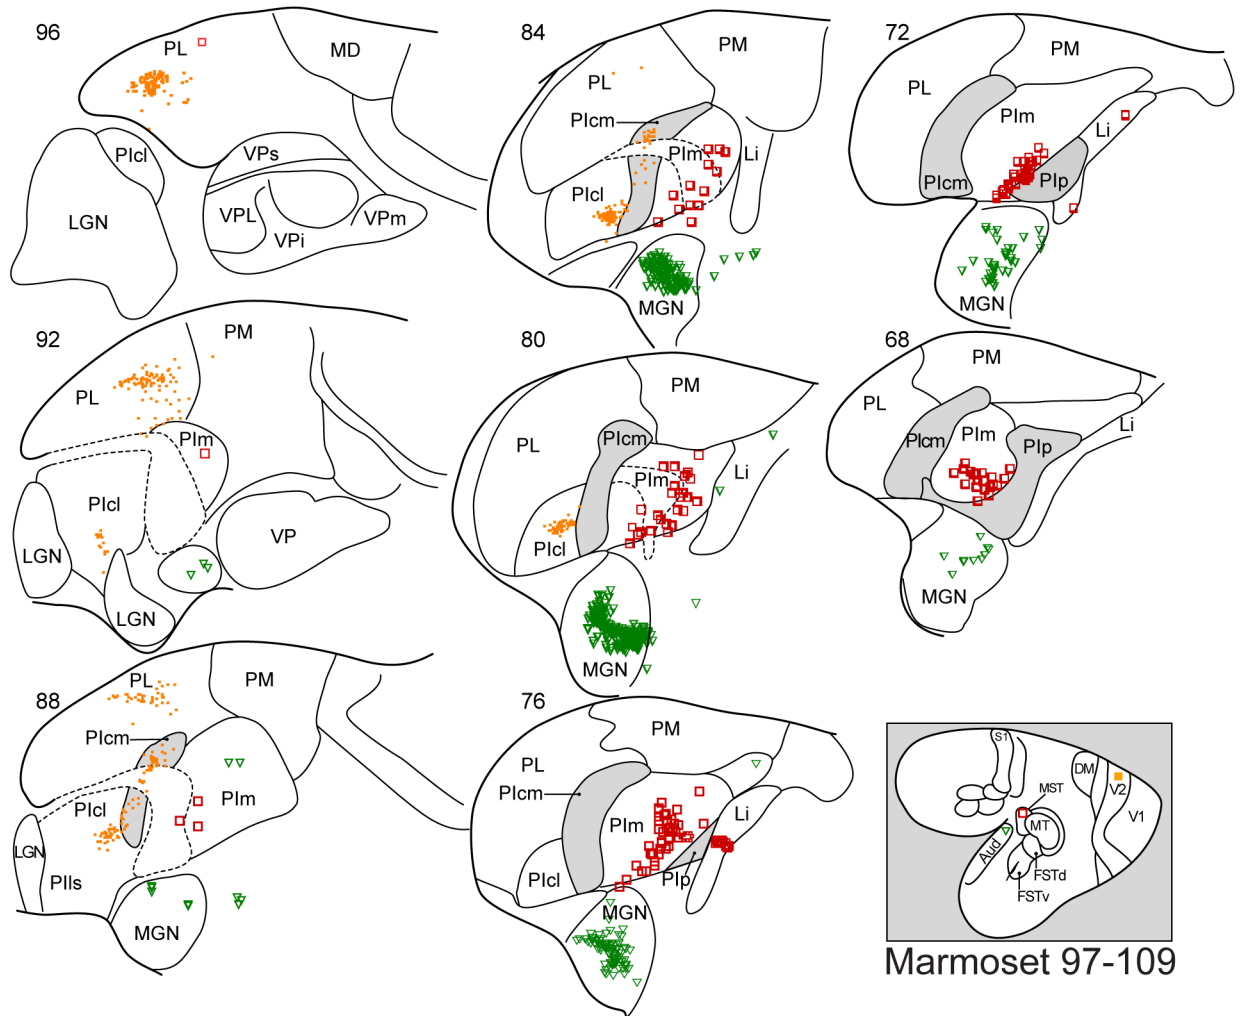 96
PL
MD
PIcl
VPs
LGN
VPL
VPm
VPi
84
PM
PL
PIcm
PIm
Li
PIcl
MGN
72
PM
PL
PIm
Li
PIcm
PIp
MGN
92
PM
PL
PIm
PIcl
LGN
VP
LGN
80
PM
PL
PIcm
PIm
Li
PIcl
MGN
68
PM
PL
PIcm
PIm
PIp
Li
MGN
88
PL
PM
PIcm
PIcl
PIm
LGN
PIls
MGN
76
PM
PL
PIcm
PIm
Li
PIcl
PIp
MGN
S1
DM
MST
V2
MT
V1
Aud
FSTd
FSTv
Marmoset 97-109